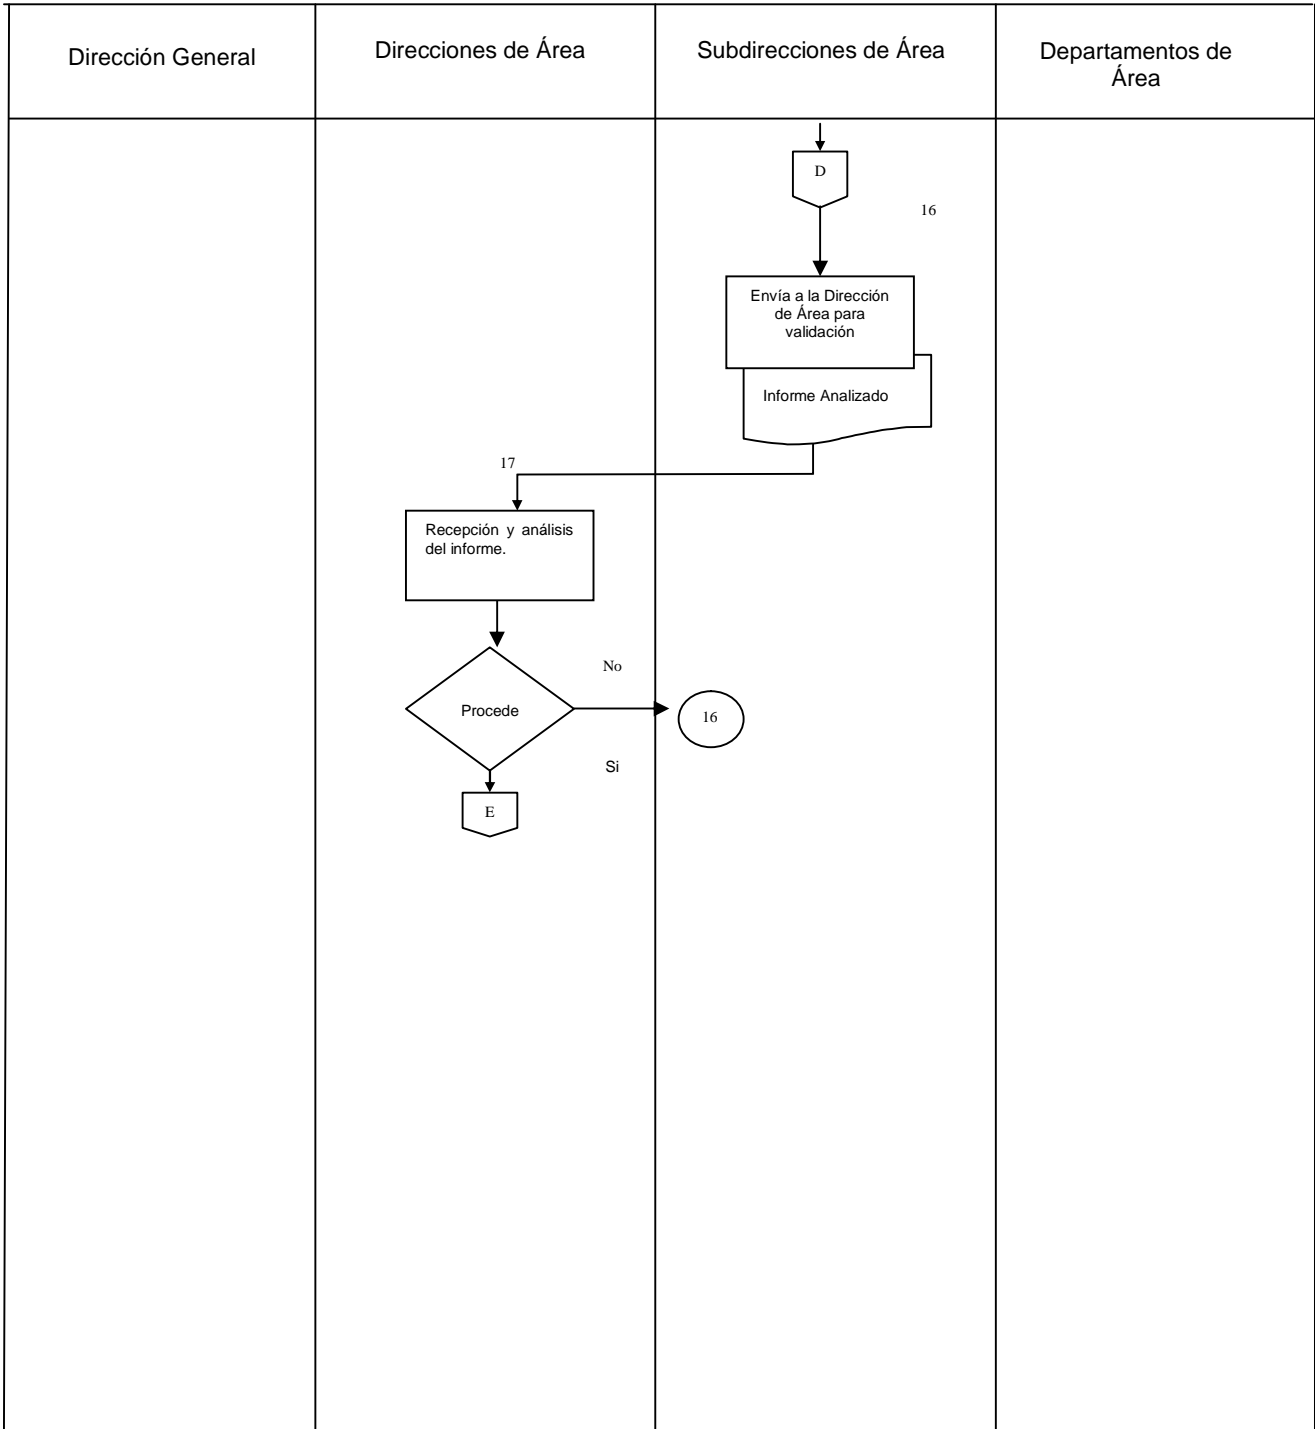 Dirección General
Direcciones de Área
Subdirecciones de Área
Departamentos de
Área
D
16
Envía a la Dirección
de Área para
validación
Informe Analizado
17
Recepción y análisis
del informe.
No
Procede
16
Si
E